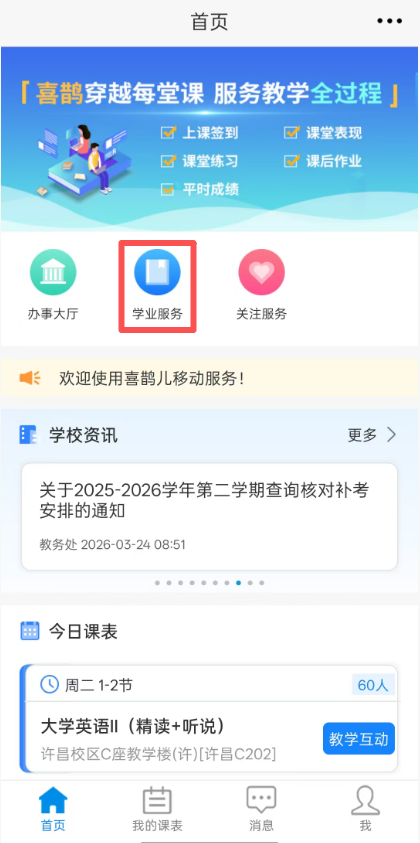 首页
「喜鹊穿越每堂课 服务教学全过程」
上课签到
课堂表现
课堂练习
课后作业
平时成绩
办事大厅
学业服务
关注服务
欢迎使用喜鹊儿移动服务！
学校资讯
更多
关于2025-2026学年第二学期查询核对补考
安排的通知
教务处 2026-03-24 08:51
今日课表
周二 1-2节
60人
大学英语II（精读+听说）
教学互动
许昌校区C座教学楼(许)[许昌C202]
首页
我的课表
消息
我